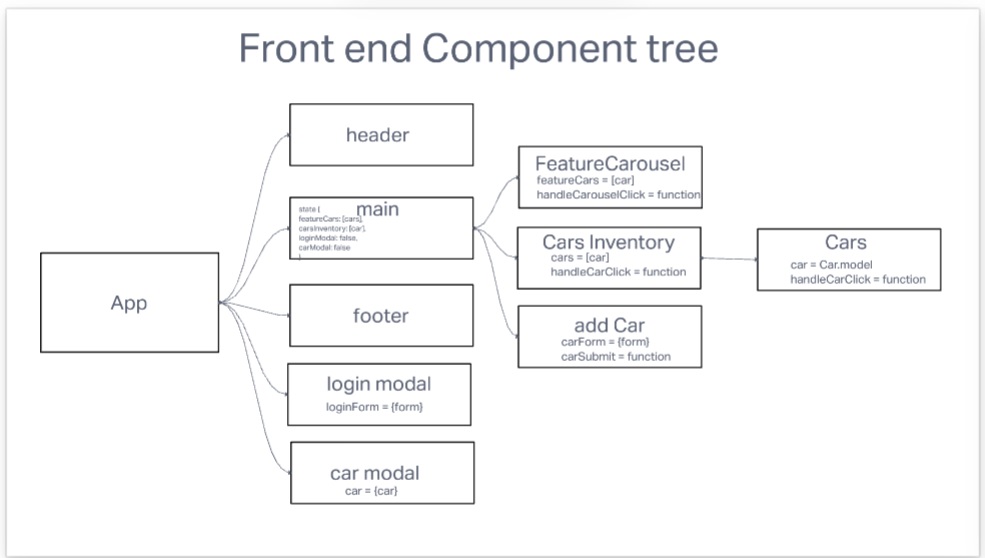 Front end Component tree
header
FeatureCarousel
featureCars = [car]
handleCarouselClick = function
main
state {
featureCars: [cars],
carsInventory: [car],
loginModal: false,
carModal: false
}
Cars Inventory
cars = [car]
handleCarClick = function
Cars
car = Car.model
handleCarClick = function
App
footer
add Car
carForm = {form}
carSubmit = function
login modal
loginForm = {form}
car modal
car = {car}